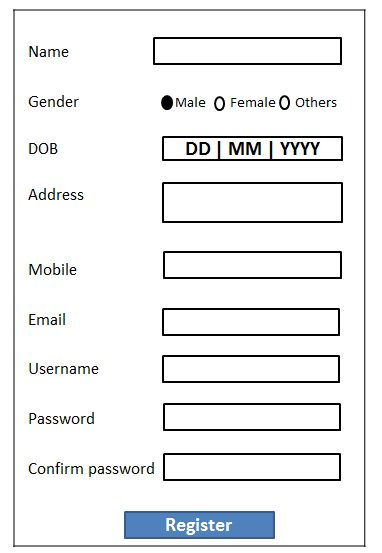 Name
Gender Male Female Others
DOB DD | MM | YYYY
Address
Mobile
Email
Username
Password
Confirm password
Register